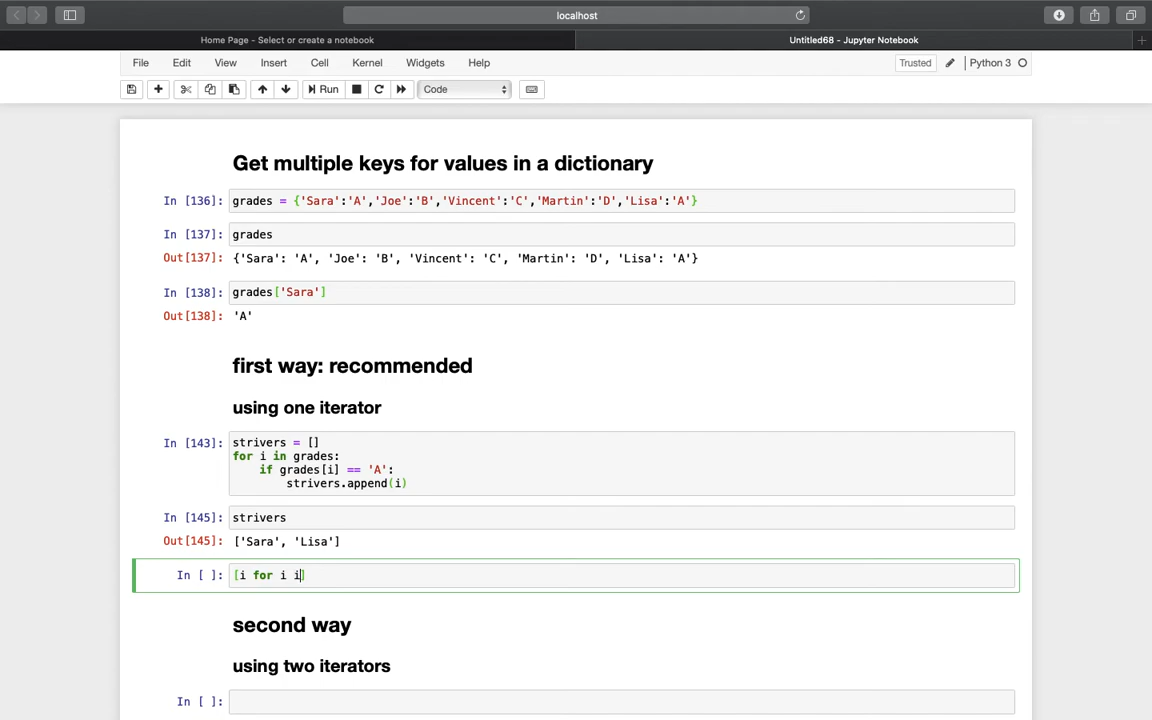 localhost
Home Page - Select or create a notebook
Untitled68 - Jupyter Notebook
File Edit View Insert Cell Kernel Widgets Help
Trusted Python 3
Run Code
Get multiple keys for values in a dictionary
In [136]: grades = {'Sara':'A','Joe':'B','Vincent':'C','Martin':'D','Lisa':'A'}
In [137]: grades
Out[137]: {'Sara': 'A', 'Joe': 'B', 'Vincent': 'C', 'Martin': 'D', 'Lisa': 'A'}
In [138]: grades['Sara']
Out[138]: 'A'
first way: recommended
using one iterator
In [143]: strivers = []
for i in grades:
if grades[i] == 'A':
strivers.append(i)
In [145]: strivers
Out[145]: ['Sara', 'Lisa']
In [ ]: [i for i i]
second way
using two iterators
In [ ]: